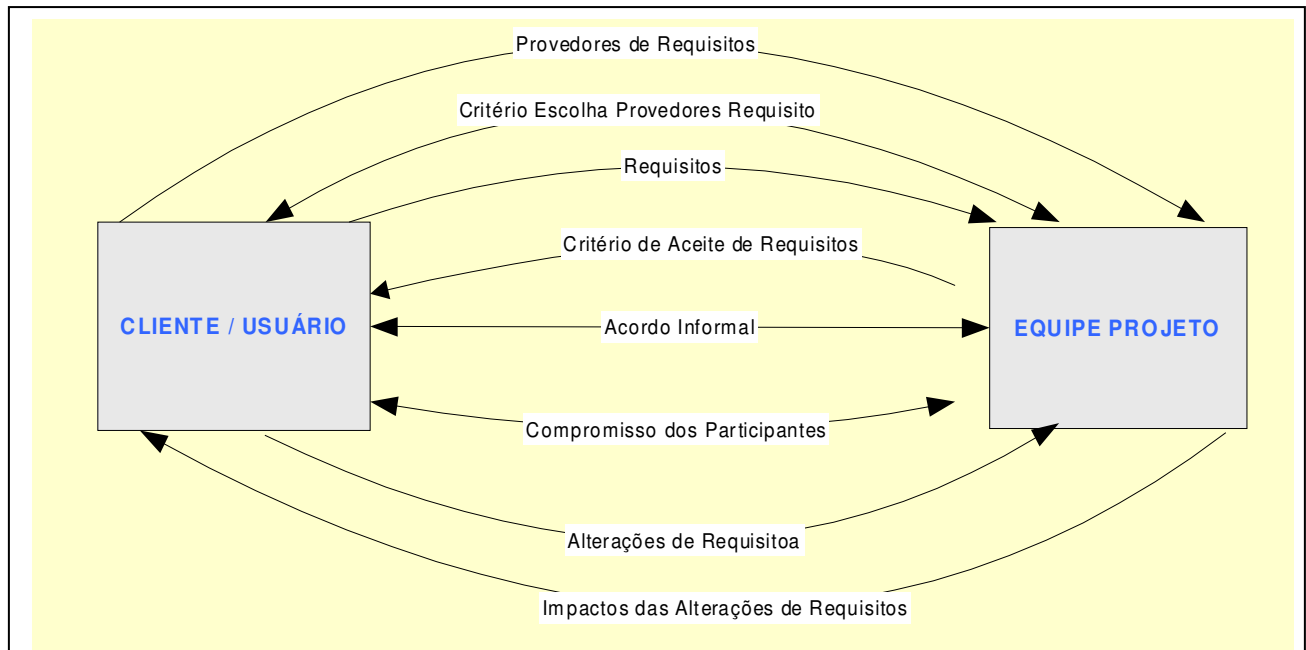 Provedores de Requisitos
Critério Escolha Provedores Requisito
Requisitos
Critério de Aceite de Requisitos
CLIENTE / USUÁRIO
Acordo Informal
EQUIPE PROJETO
Compromisso dos Participantes
Alterações de Requisitoa
Impactos das Alterações de Requisitos